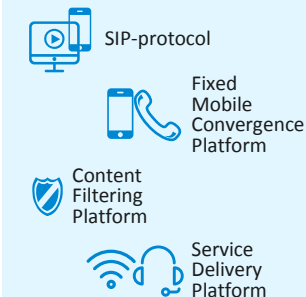 SIP-protocol
Fixed
Mobile
Convergence
Platform
Content
Filtering
Platform
Service
Delivery
Platform